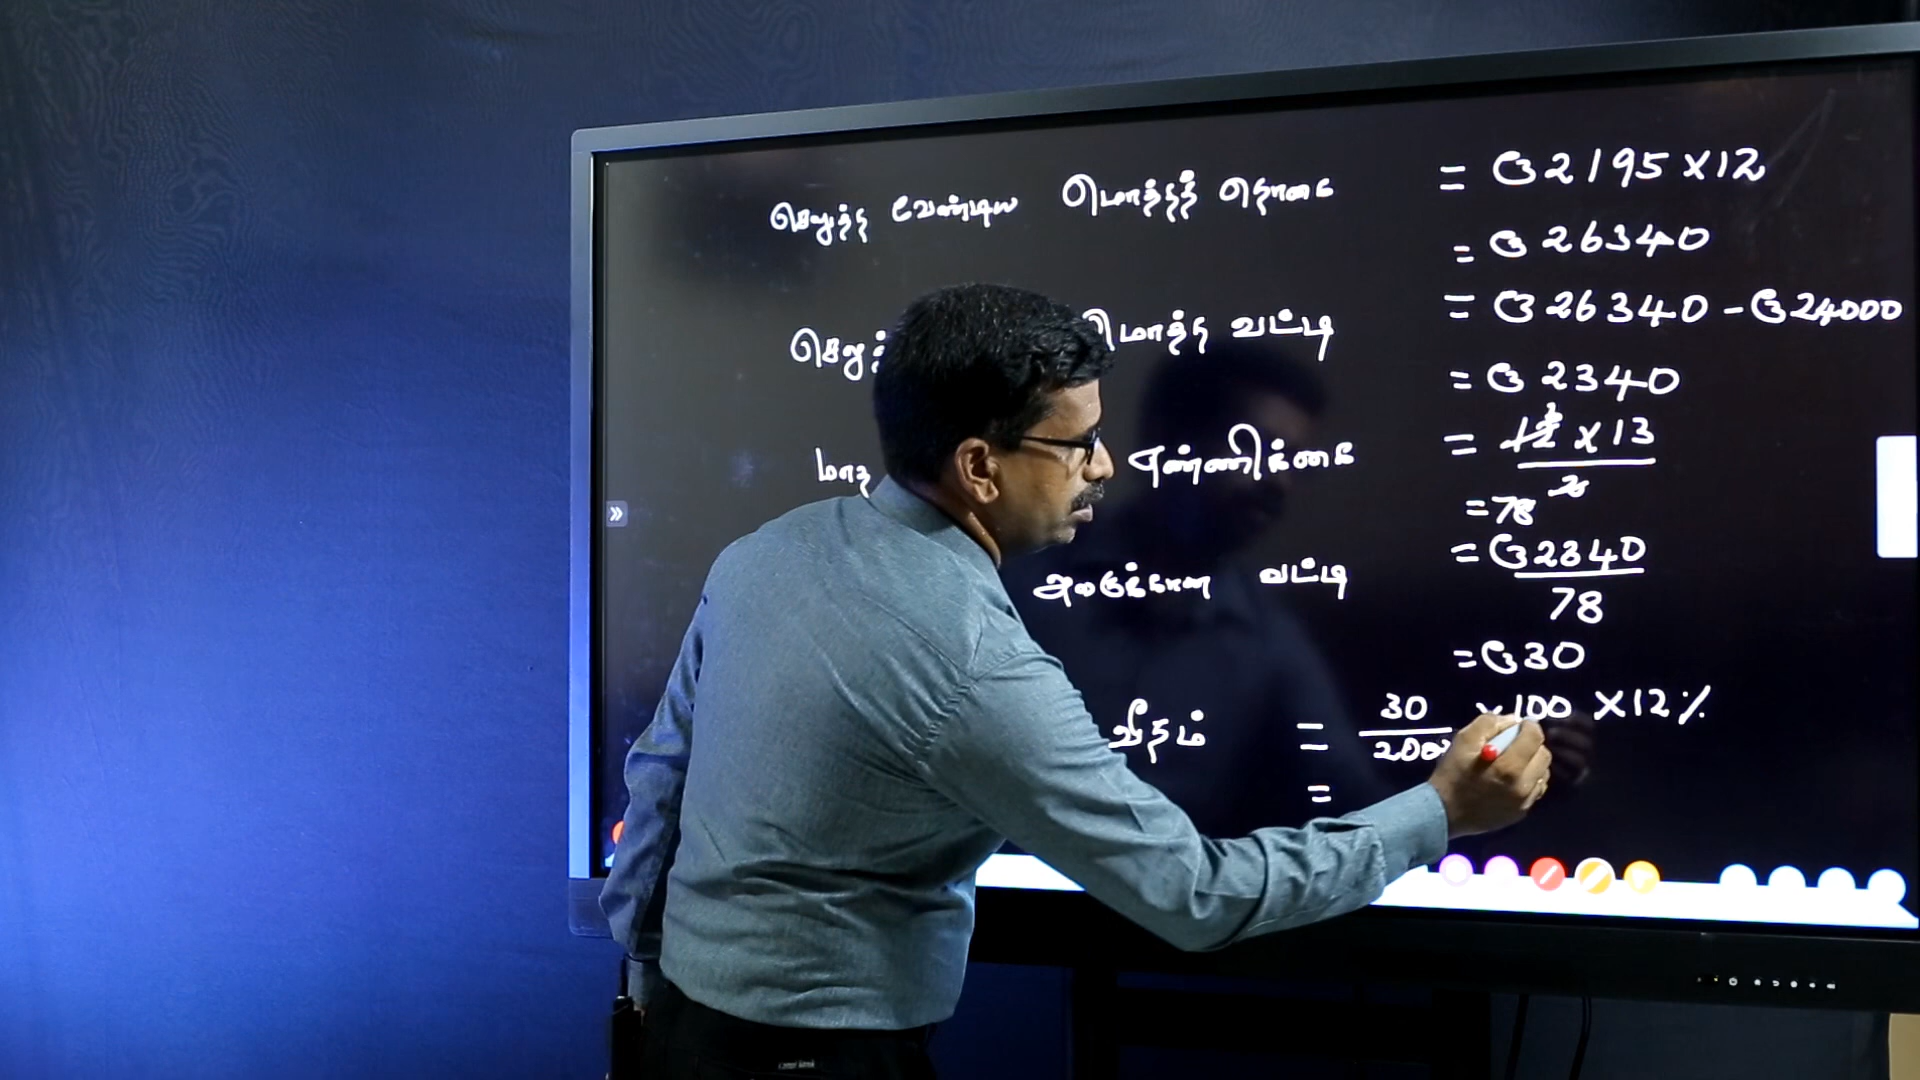 செலுத்த வேண்டிய மொத்தத் தொகை = ரூ 2195 × 12
= ரூ 26340
மொத்த வட்டி = ரூ 26340 - ரூ 24000
= ரூ 2340
மாத எண்ணிக்கை = 12 × 13
2
= 78
அலகுக்கான வட்டி = ரூ 2340
78
= ரூ 30
வீதம் = 30 × 100 × 12 %
=